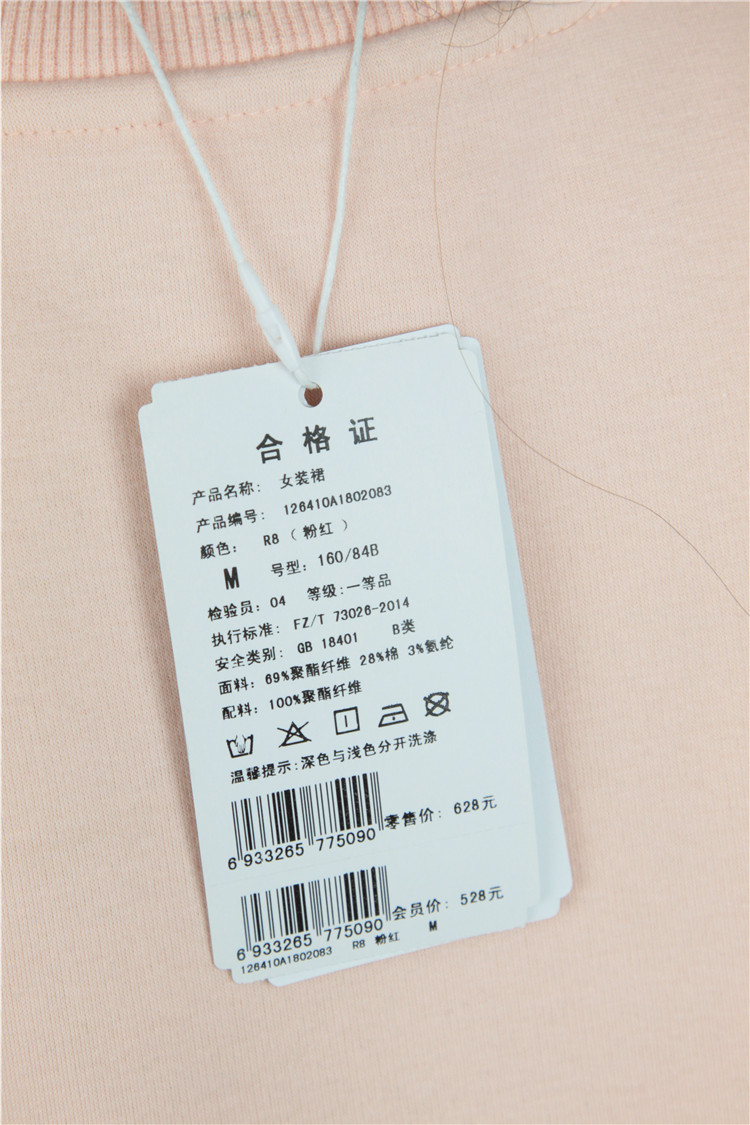 合格证
产品名称: 女装裙
产品编号: 126410A1802083
颜色: R8 ( 粉红 )
M 号型: 160/84B
检验员: 04 等级:一等品
执行标准: FZ/T 73026-2014
安全类别: GB 18401 B类
面料: 69%聚酯纤维 28%棉 3%氨纶
配料: 100%聚酯纤维
温馨提示:深色与浅色分开洗涤
零售价: 628元
6 933265 775090
会员价: 528元
6 933265 775090
126410A1802083 R8 粉红 M